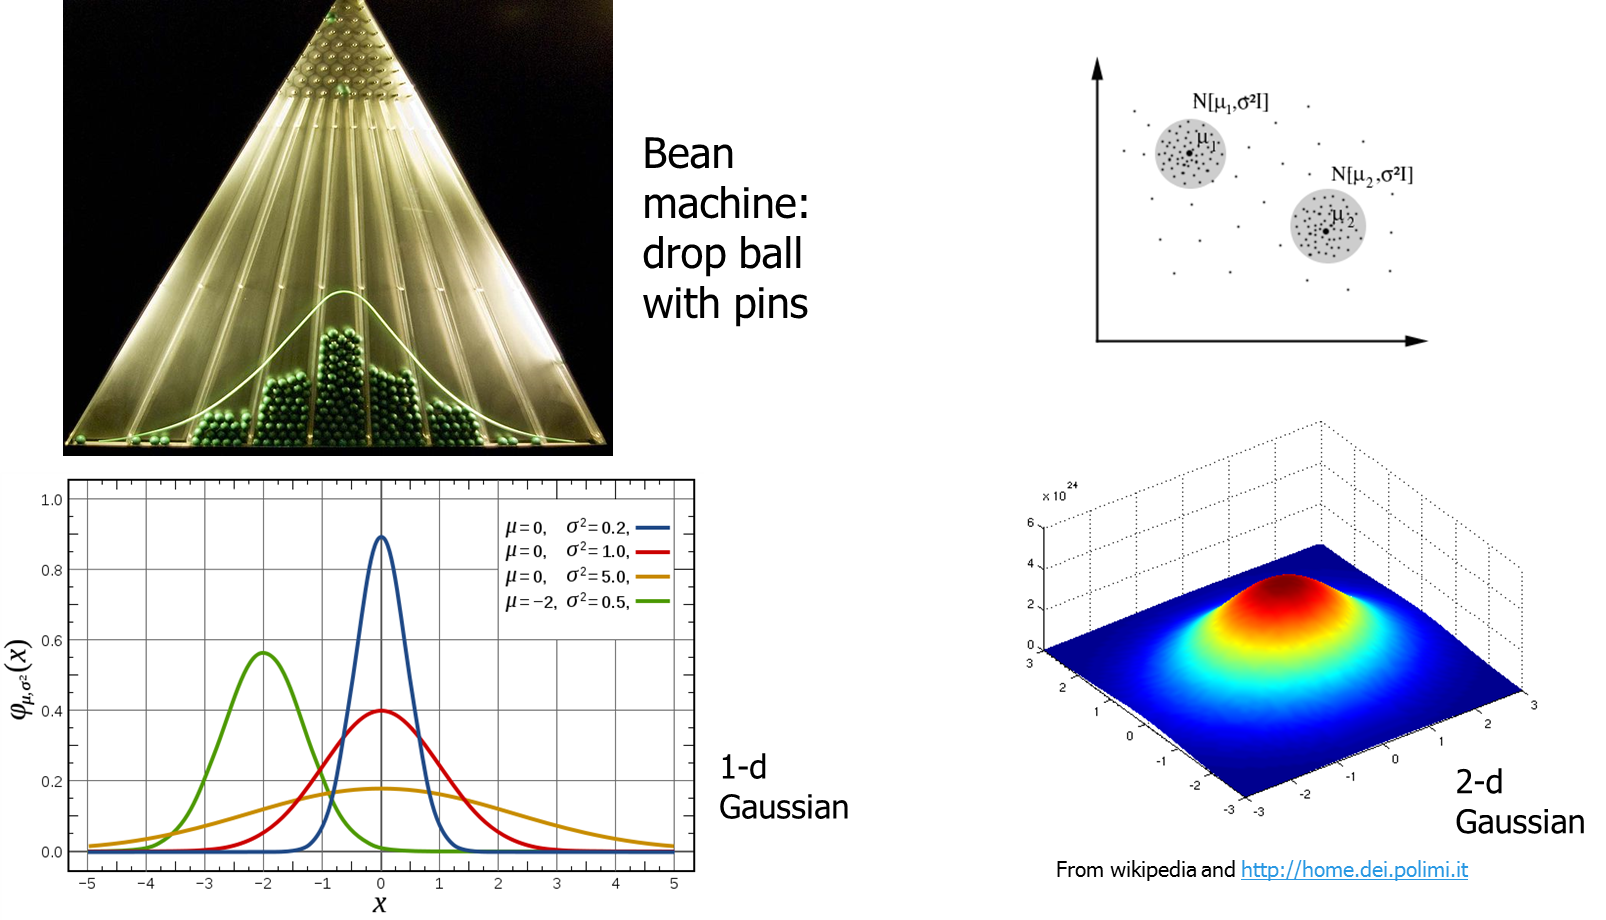 Bean
machine:
drop ball
with pins
N[μ₁,σ²I]
μ₁
N[μ₂,σ²I]
μ₂
1.0
0.8
0.6
0.4
0.2
0.0
φμ,σ²(x)
μ=0, σ²=0.2,
μ=0, σ²=1.0,
μ=0, σ²=5.0,
μ=−2, σ²=0.5,
−5 −4 −3 −2 −1 0 1 2 3 4 5
x
1-d
Gaussian
x 10²⁴
6
4
2
0
3
2
1
0
-1
-2
-3
-3
-2
-1
0
1
2
3
2-d
Gaussian
From wikipedia and http://home.dei.polimi.it